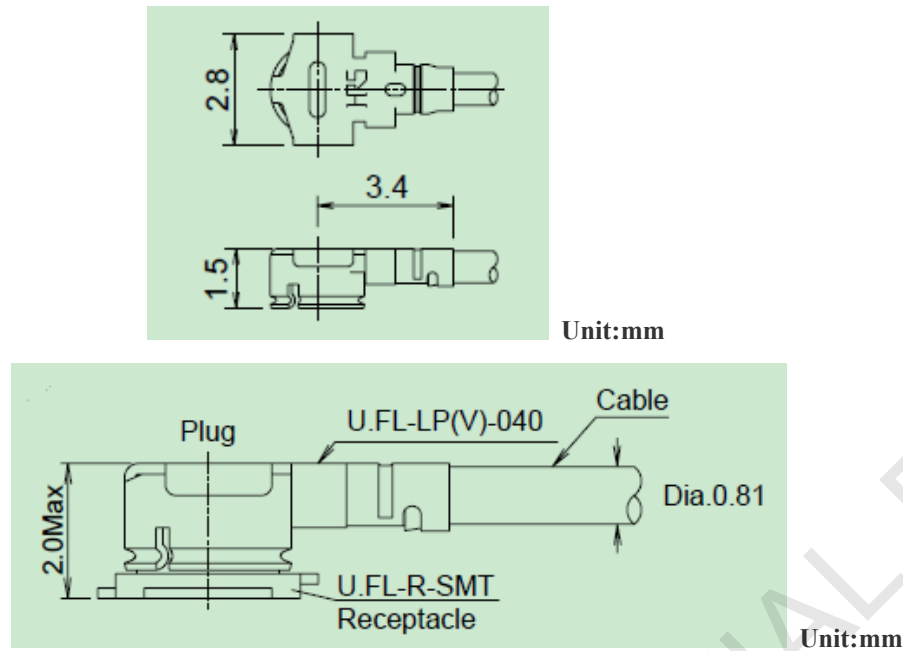 2.8
HRS
3.4
1.5
Unit:mm
Plug
U.FL-LP(V)-040
Cable
2.0Max
Dia.0.81
U.FL-R-SMT
Receptacle
Unit:mm